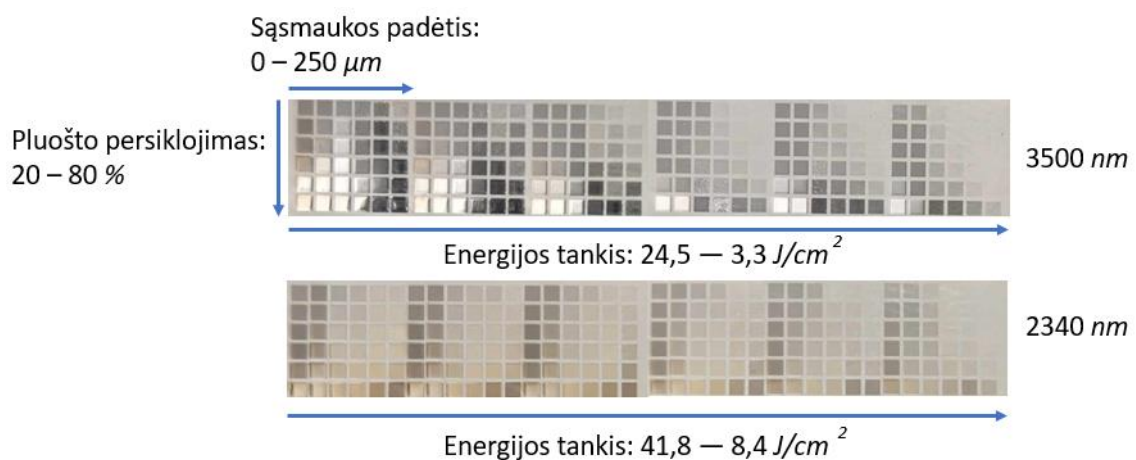 Sąsmaukos padėtis:
0 – 250 μm
Pluošto persiklojimas:
20 – 80 %
3500 nm
Energijos tankis: 24,5 — 3,3 J/cm²
2340 nm
Energijos tankis: 41,8 — 8,4 J/cm²